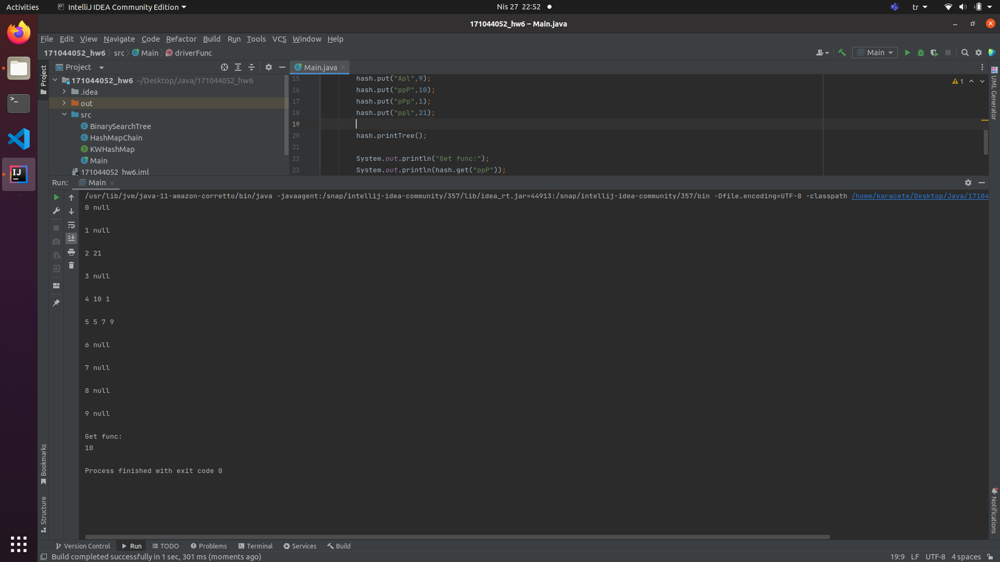 Activities IntelliJ IDEA Community Edition Nis 27 22:52 tr
171044052_hw6 – Main.java
File Edit View Navigate Code Refactor Build Run Tools VCS Window Help
171044052_hw6 src Main driverFunc Main
Project Main.java
171044052_hw6 ~/Desktop/Java/171044052_hw6
.idea
out
src
BinarySearchTree
HashMapChain
KWHashMap
Main
171044052_hw6.iml
15 hash.put("Apl",9);
16 hash.put("ppP",10);
17 hash.put("pPp",1);
18 hash.put("ppl",21);
19
20 hash.printTree();
21
22 System.out.println("Get func:");
23 System.out.println(hash.get("ppP"));
1
Project
UML Generator
Run: Main
/usr/lib/jvm/java-11-amazon-corretto/bin/java -javaagent:/snap/intellij-idea-community/357/lib/idea_rt.jar=44913:/snap/intellij-idea-community/357/bin -Dfile.encoding=UTF-8 -classpath /home/karacete/Desktop/Java/17104
0 null
1 null
2 21
3 null
4 10 1
5 5 7 9
6 null
7 null
8 null
9 null
Get func:
10
Process finished with exit code 0
Bookmarks
Structure
Notifications
Version Control Run TODO Problems Terminal Services Build
Build completed successfully in 1 sec, 301 ms (moments ago) 19:9 LF UTF-8 4 spaces